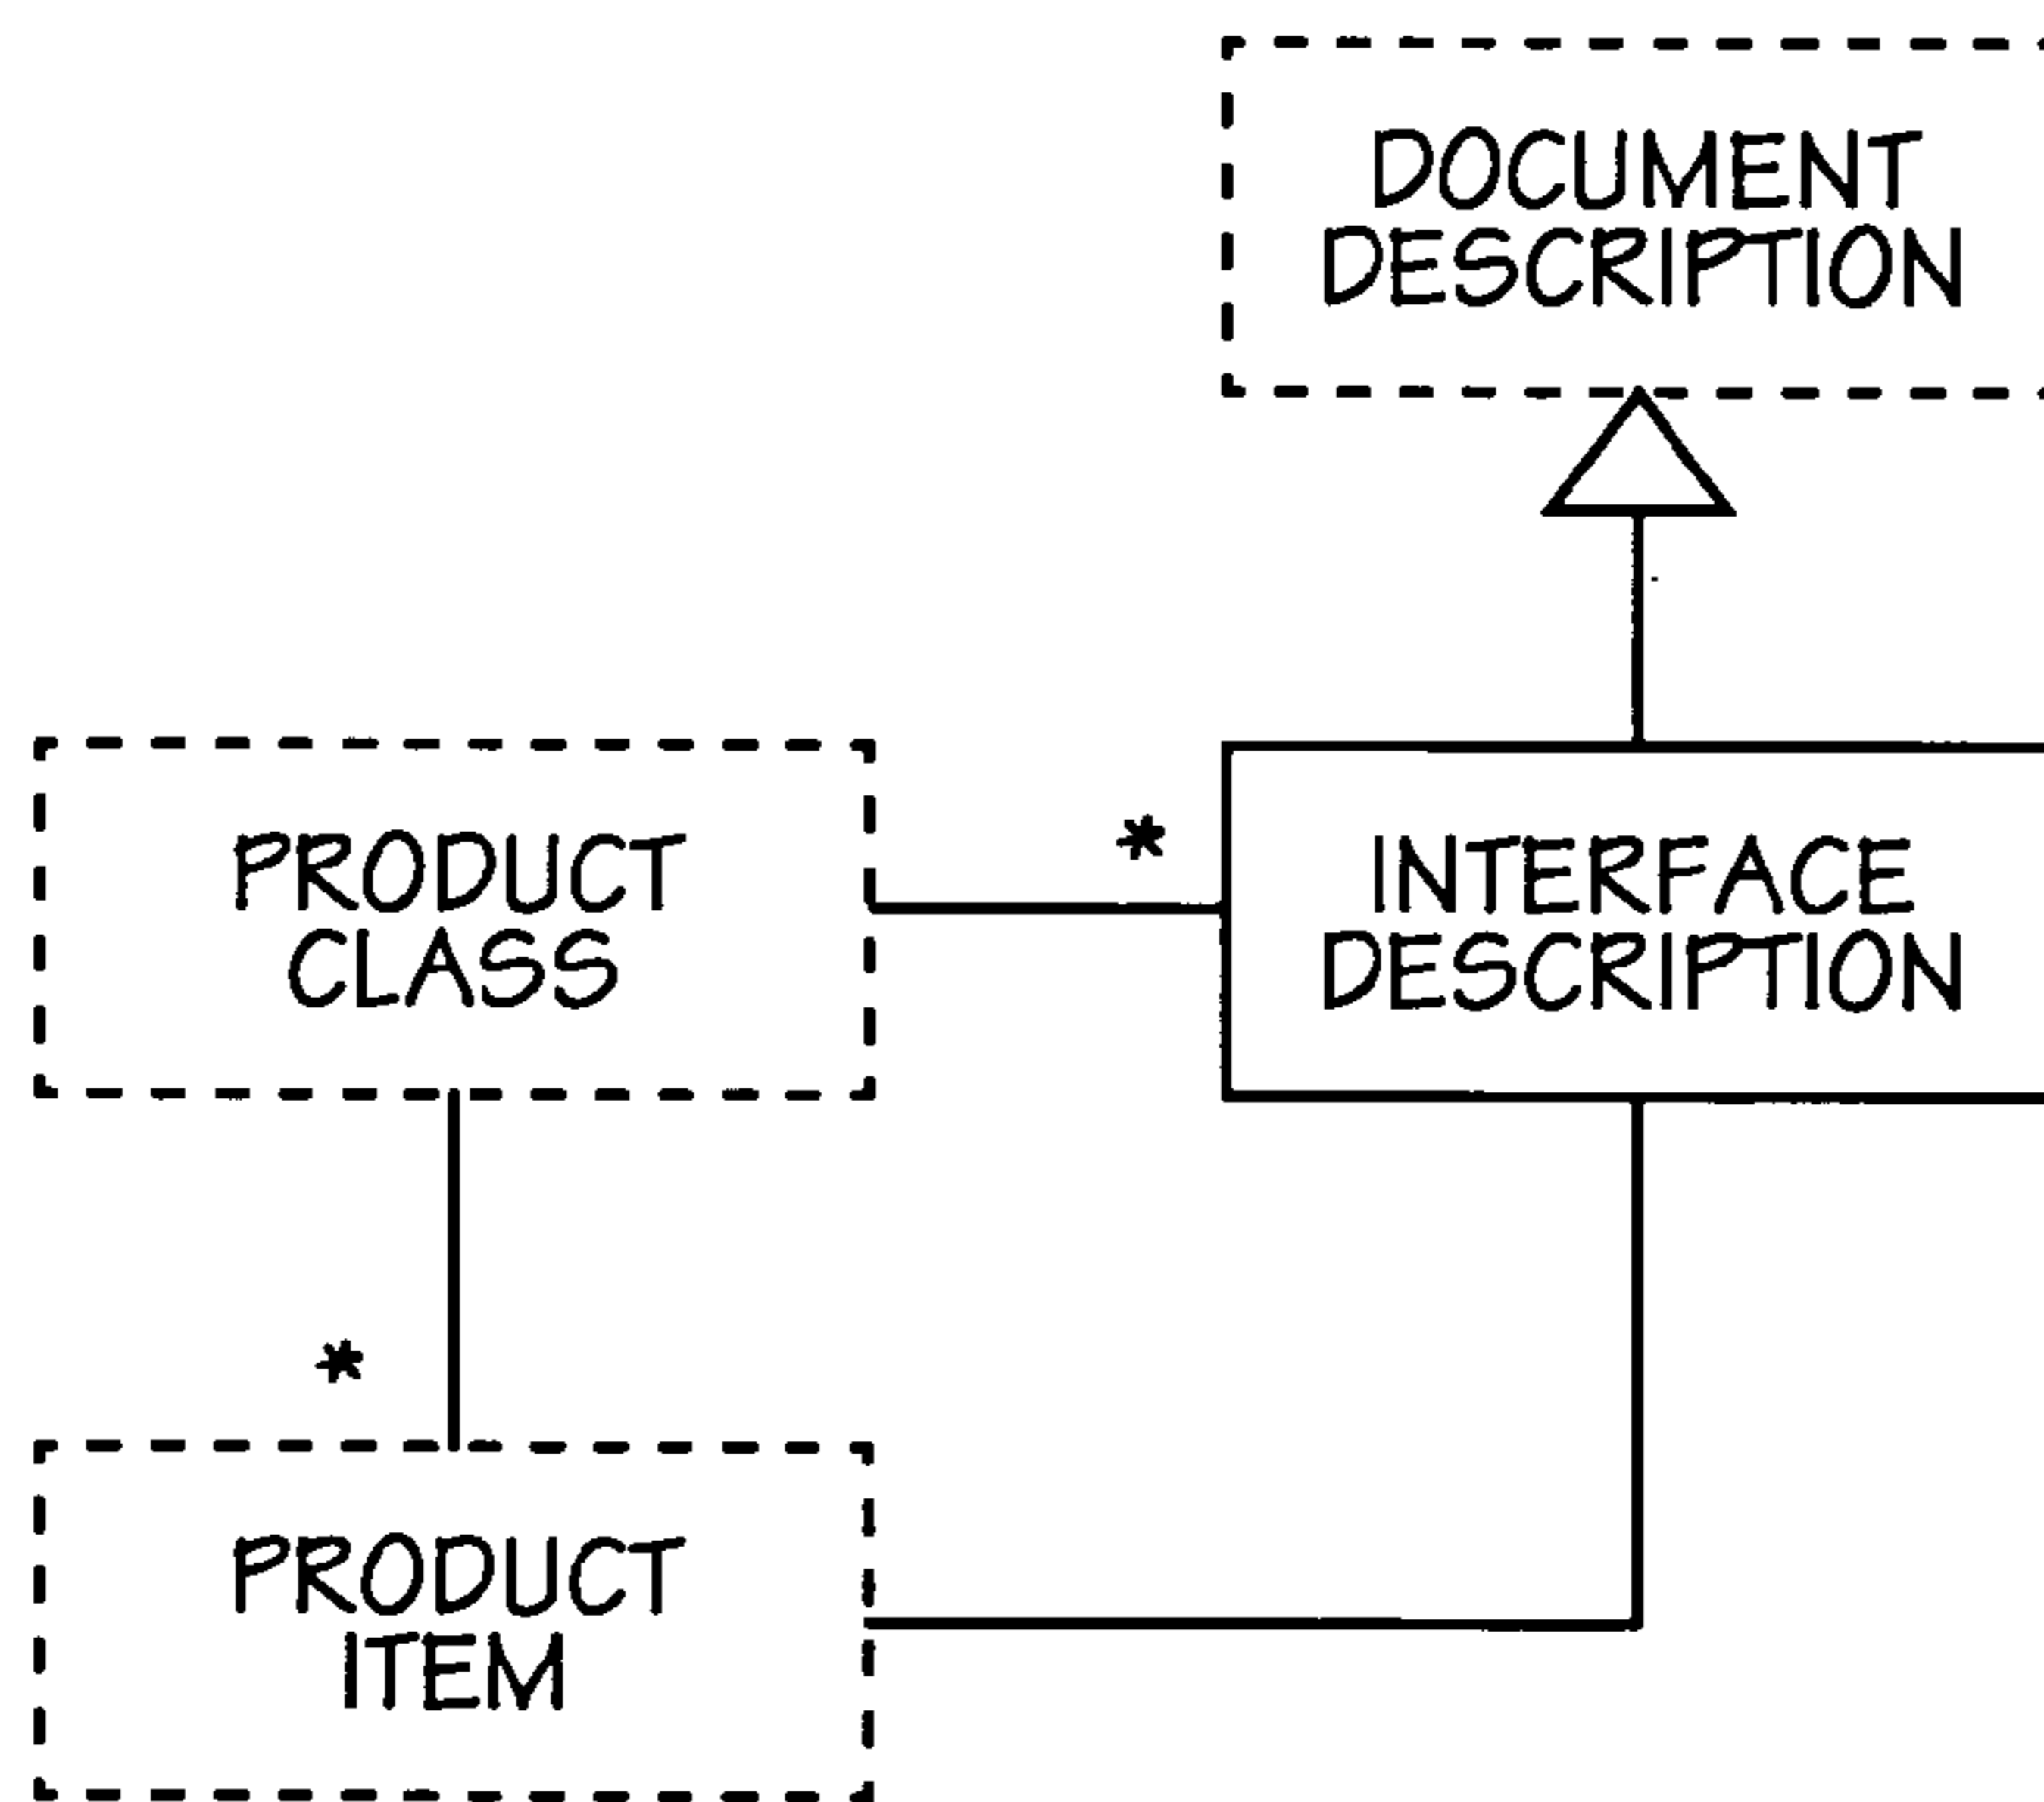 DOCUMENT
DESCRIPTION
PRODUCT
CLASS
*
INTERFACE
DESCRIPTION
*
PRODUCT
ITEM